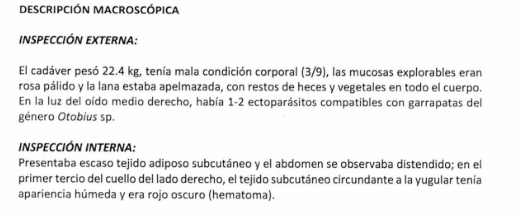 DESCRIPCIÓN MACROSCÓPICA
INSPECCIÓN EXTERNA:
El cadáver pesó 22.4 kg, tenía mala condición corporal (3/9), las mucosas explorables eran
rosa pálido y la lana estaba apelmazada, con restos de heces y vegetales en todo el cuerpo.
En la luz del oído medio derecho, había 1-2 ectoparásitos compatibles con garrapatas del
género Otobius sp.
INSPECCIÓN INTERNA:
Presentaba escaso tejido adiposo subcutáneo y el abdomen se observaba distendido; en el
primer tercio del cuello del lado derecho, el tejido subcutáneo circundante a la yugular tenía
apariencia húmeda y era rojo oscuro (hematoma).